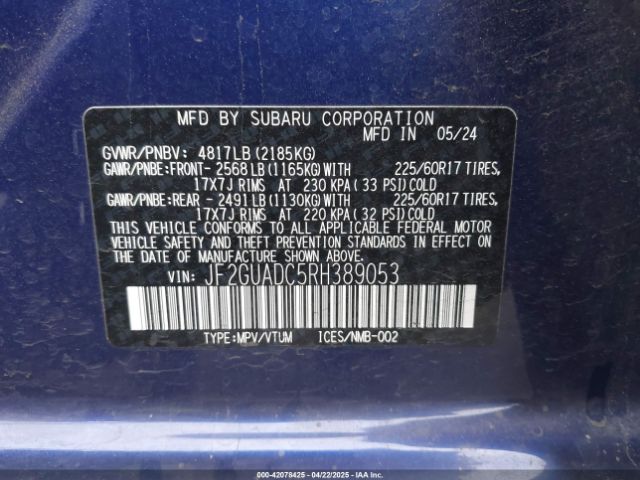 MFD BY SUBARU CORPORATION
MFD IN 05/24
GVWR/PNBV: 4817LB (2185KG)
GAWR/PNBE:FRONT- 2568 LB (1165KG) WITH 225/60R17 TIRES,
17X7J RIMS AT 230 KPA (33 PSI) COLD
GAWR/PNBE:REAR - 2491 LB (1130KG) WITH 225/60R17 TIRES,
17X7J RIMS AT 220 KPA (32 PSI) COLD
THIS VEHICLE CONFORMS TO ALL APPLICABLE FEDERAL MOTOR
VEHICLE SAFETY AND THEFT PREVENTION STANDARDS IN EFFECT ON
THE DATE OF MANUFACTURE SHOWN ABOVE.
VIN: JF2GUADC5RH389053
TYPE:MPV/VTUM ICES/NMB-002
000-42078425 - 04/22/2025 - IAAI.COM